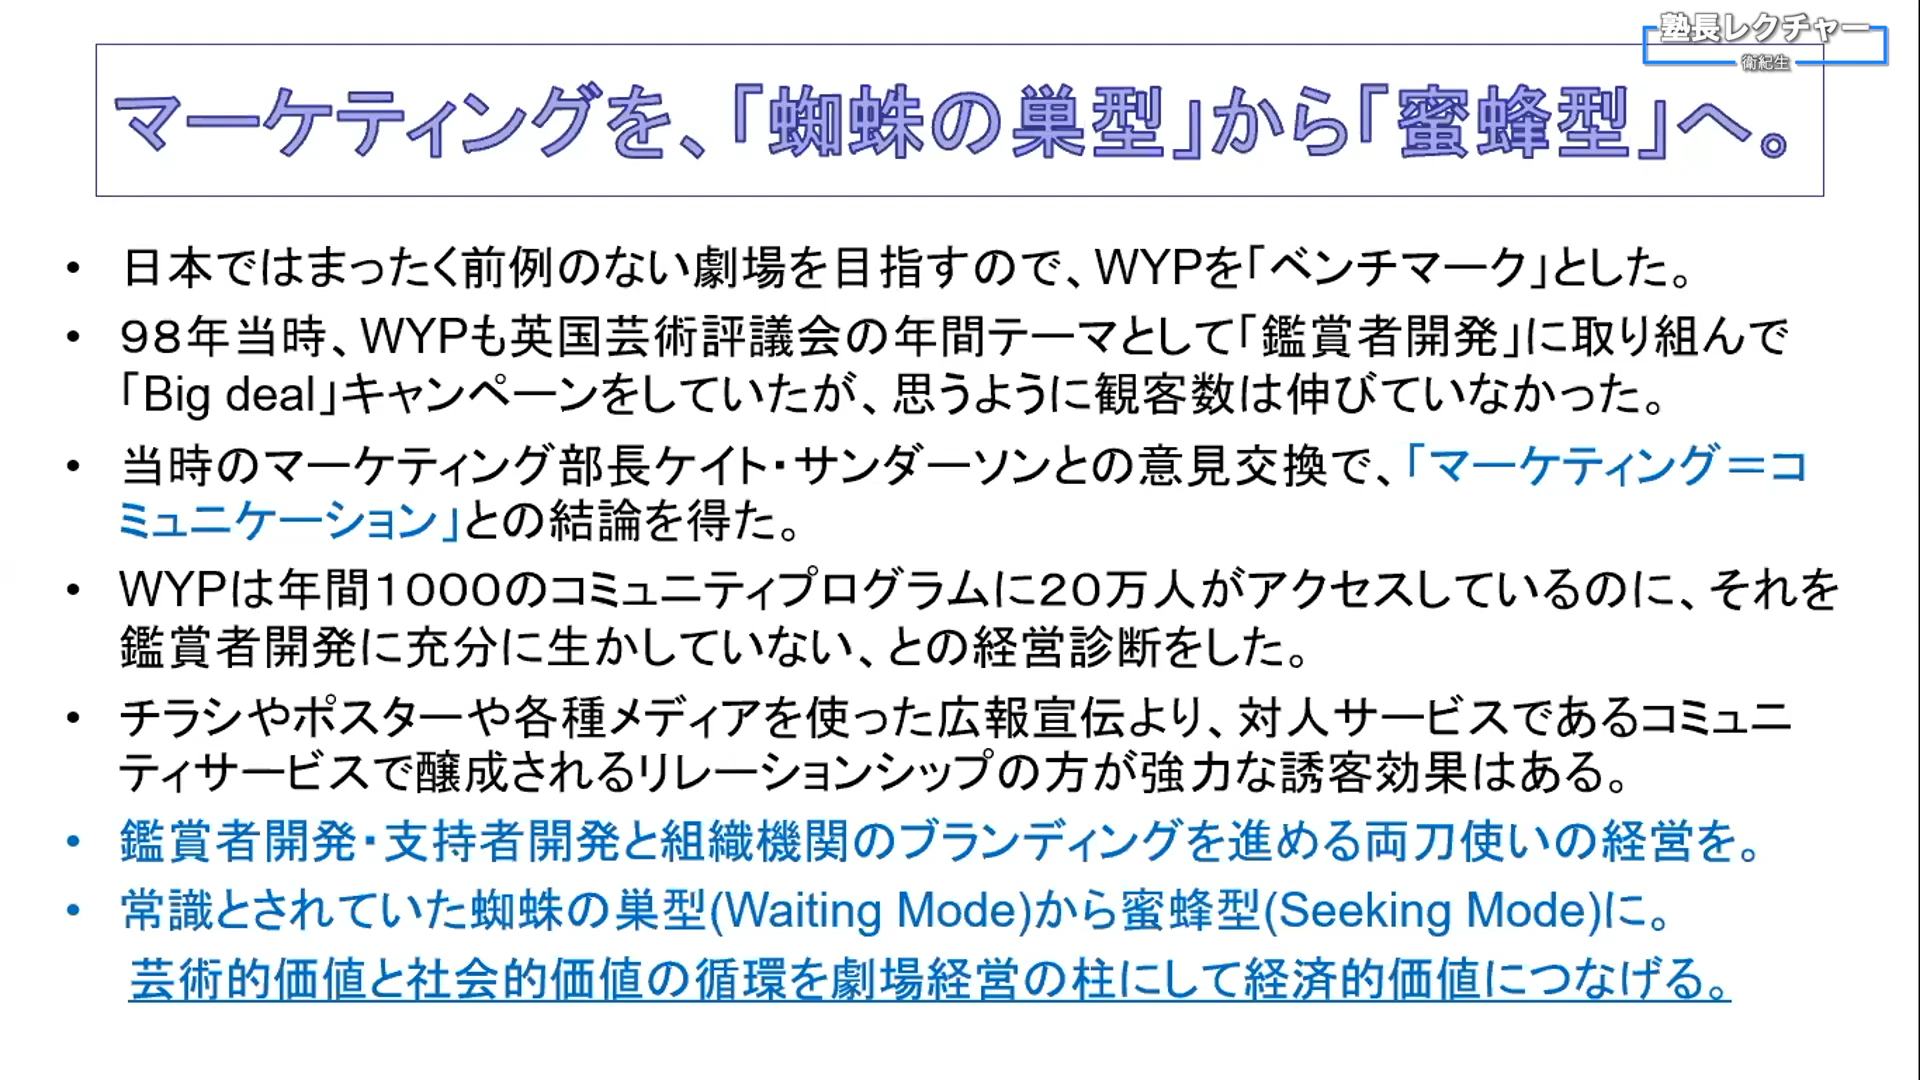 塾長レクチャー
衛紀生
マーケティングを、「蜘蛛の巣型」から「蜜蜂型」へ。
• 日本ではまったく前例のない劇場を目指すので、WYPを「ベンチマーク」とした。
• ９８年当時、WYPも英国芸術評議会の年間テーマとして「鑑賞者開発」に取り組んで
「Big deal」キャンペーンをしていたが、思うように観客数は伸びていなかった。
• 当時のマーケティング部長ケイト・サンダーソンとの意見交換で、「マーケティング＝コ
ミュニケーション」との結論を得た。
• WYPは年間１０００のコミュニティプログラムに２０万人がアクセスしているのに、それを
鑑賞者開発に充分に生かしていない、との経営診断をした。
• チラシやポスターや各種メディアを使った広報宣伝より、対人サービスであるコミュニ
ティサービスで醸成されるリレーションシップの方が強力な誘客効果はある。
• 鑑賞者開発・支持者開発と組織機関のブランディングを進める両刀使いの経営を。
• 常識とされていた蜘蛛の巣型(Waiting Mode)から蜜蜂型(Seeking Mode)に。
芸術的価値と社会的価値の循環を劇場経営の柱にして経済的価値につなげる。